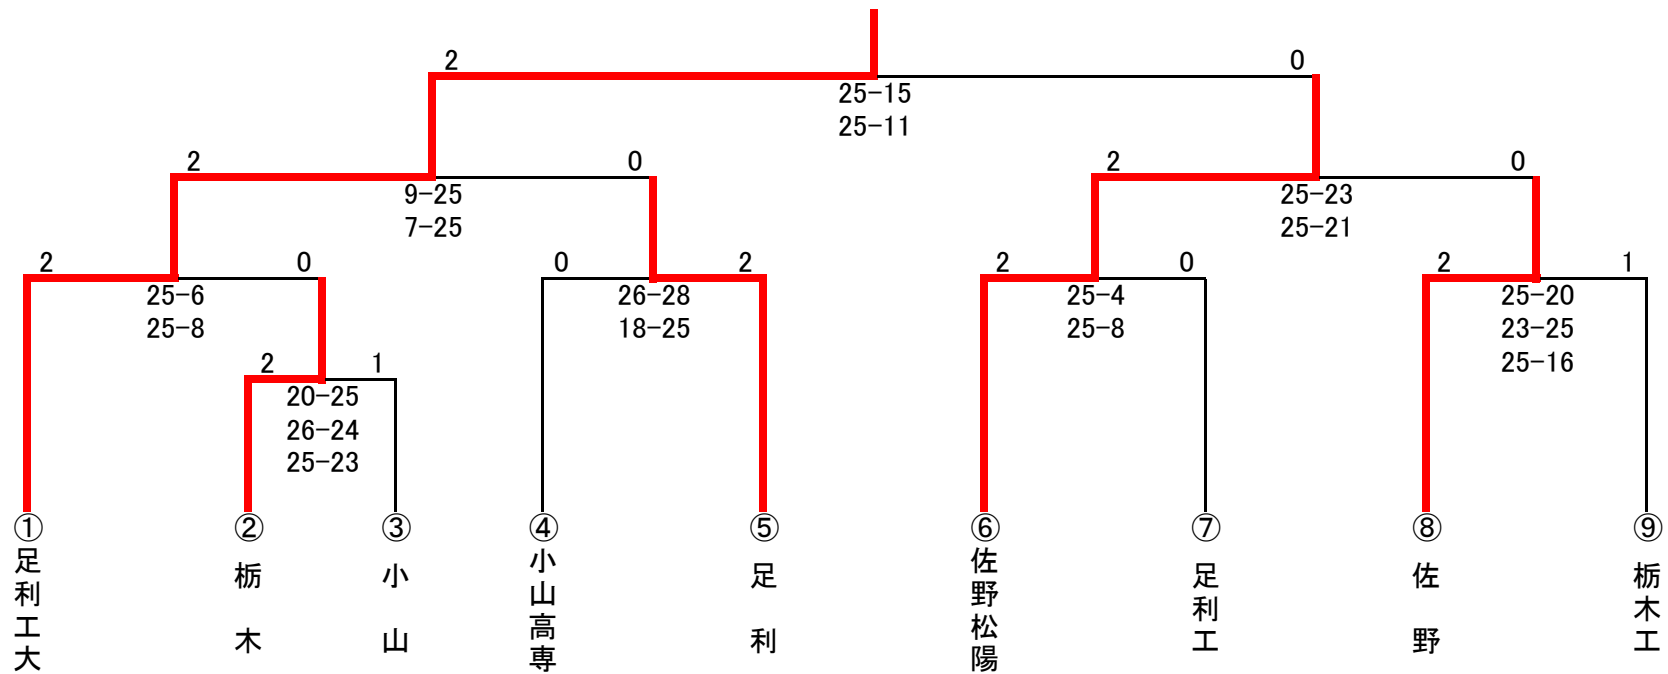 2 0
25-15
25-11
2 0 2 0
9-25 25-23
7-25 25-21
2 0 0 2 2 0 2 1
25-6 26-28 25-4 25-20
25-8 18-25 25-8 23-25
25-16
2 1
20-25
26-24
25-23
① 足利工大
② 栃木
③ 小山
④ 小山高専
⑤ 足利
⑥ 佐野松陽
⑦ 足利工
⑧ 佐野
⑨ 栃木工